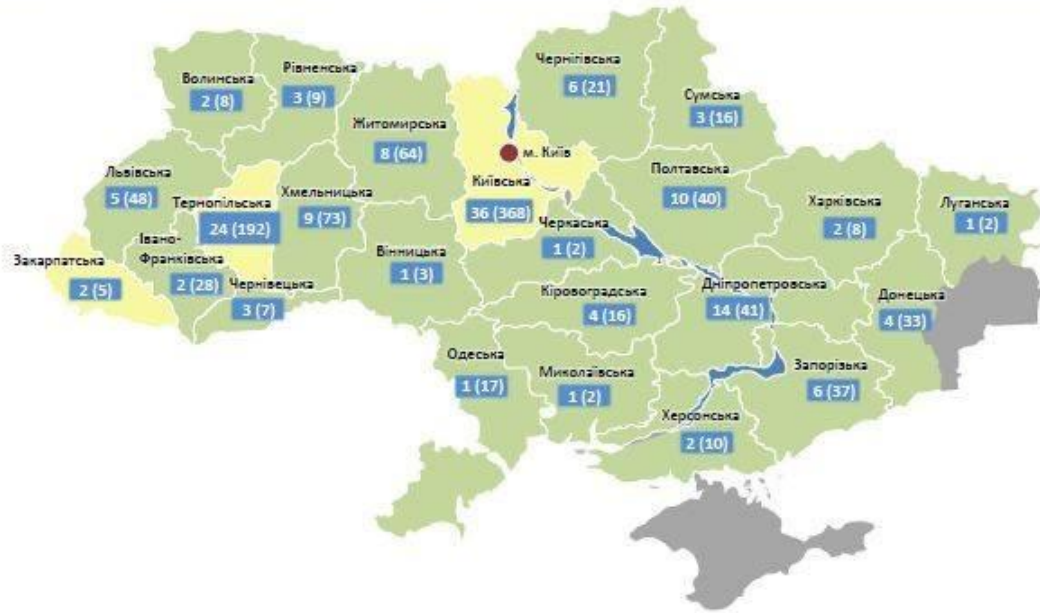 Волинська
2 (8)
Рівненська
3 (9)
Житомирська
8 (64)
Чернігівська
6 (21)
Сумська
3 (16)
м. Київ
Київська
36 (368)
Львівська
5 (48)
Тернопільська
24 (192)
Хмельницька
9 (73)
Полтавська
10 (40)
Харківська
2 (8)
Луганська
1 (2)
Черкаська
1 (2)
Вінницька
1 (3)
Івано-
Франківська
2 (28)
Закарпатська
2 (5)
Чернівецька
3 (7)
Кіровоградська
4 (16)
Дніпропетровська
14 (41)
Донецька
4 (33)
Одеська
1 (17)
Миколаївська
1 (2)
Запорізька
6 (37)
Херсонська
2 (10)